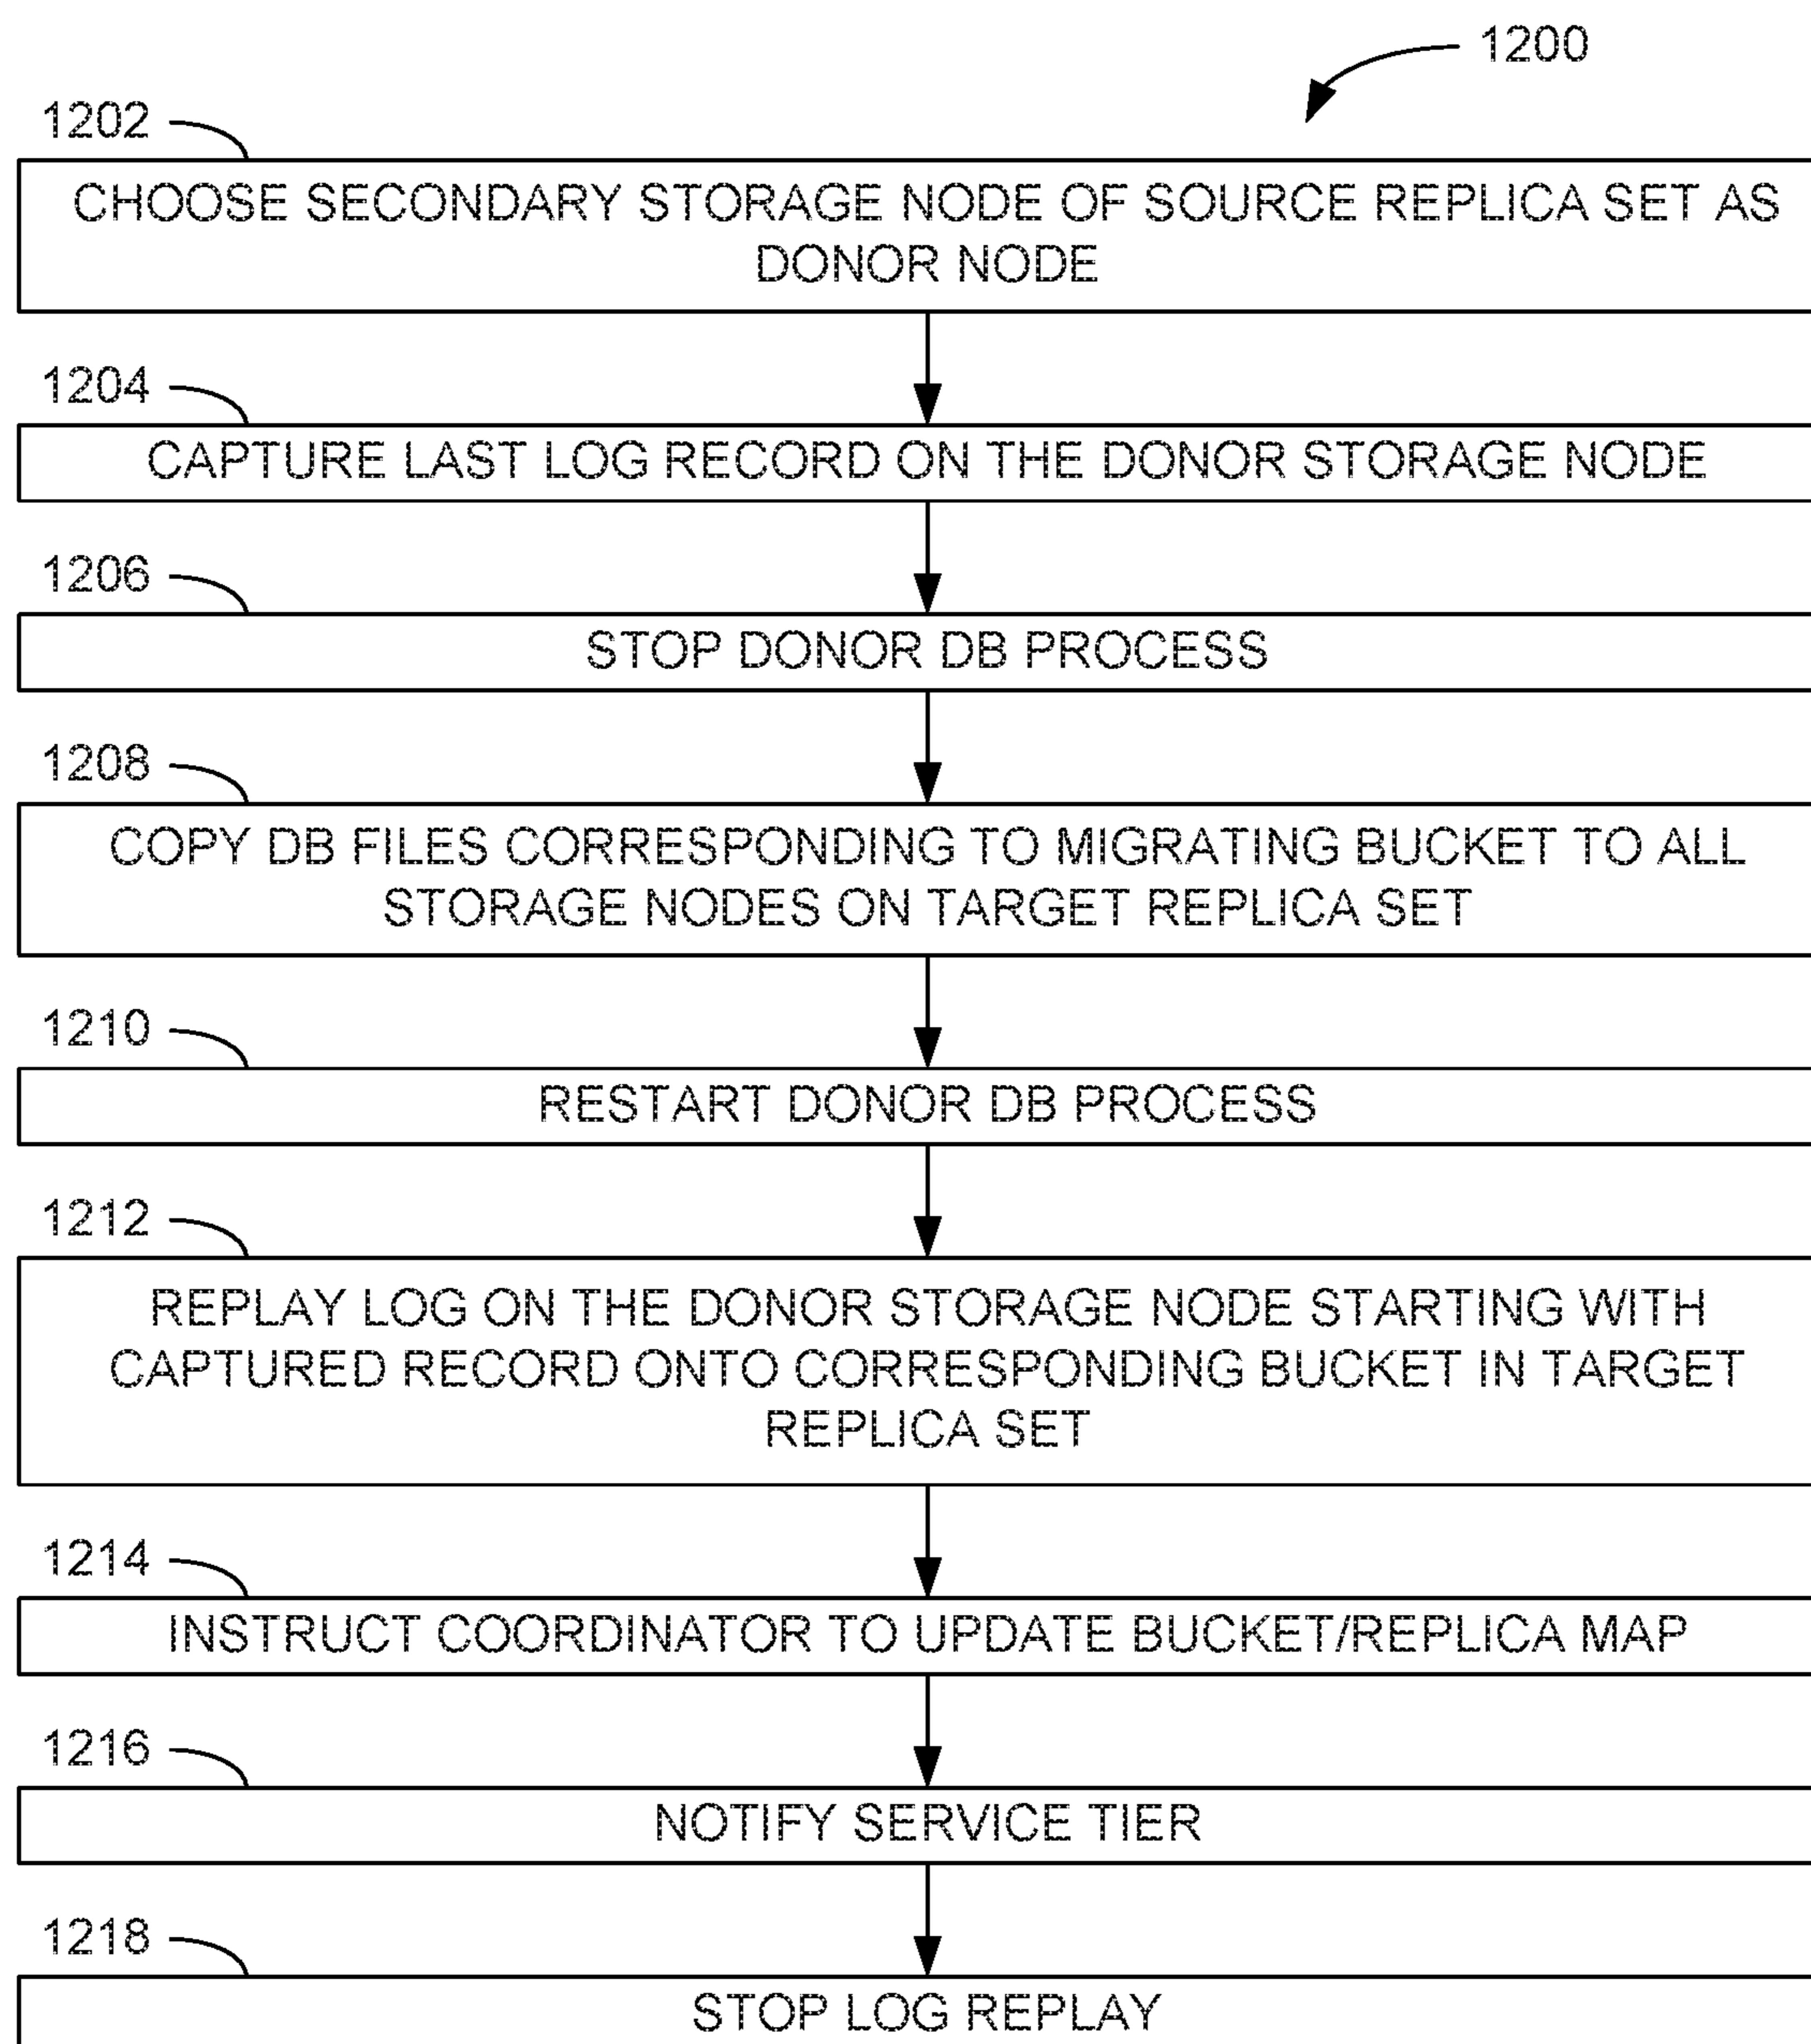 1200
1202
CHOOSE SECONDARY STORAGE NODE OF SOURCE REPLICA SET AS
DONOR NODE
1204
CAPTURE LAST LOG RECORD ON THE DONOR STORAGE NODE
1206
STOP DONOR DB PROCESS
1208
COPY DB FILES CORRESPONDING TO MIGRATING BUCKET TO ALL
STORAGE NODES ON TARGET REPLICA SET
1210
RESTART DONOR DB PROCESS
1212
REPLAY LOG ON THE DONOR STORAGE NODE STARTING WITH
CAPTURED RECORD ONTO CORRESPONDING BUCKET IN TARGET
REPLICA SET
1214
INSTRUCT COORDINATOR TO UPDATE BUCKET/REPLICA MAP
1216
NOTIFY SERVICE TIER
1218
STOP LOG REPLAY